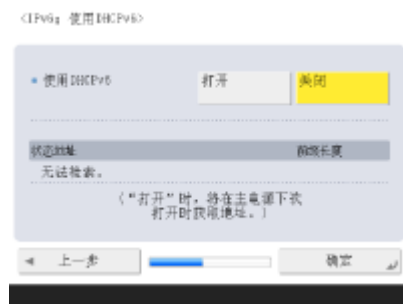 <IPv6: 使用DHCPv6>
使用DHCPv6
打开
关闭
状态地址
前缀长度
无法检索。
(“打开”时，将在主电源下次
打开时获取地址。)
上一步
确定